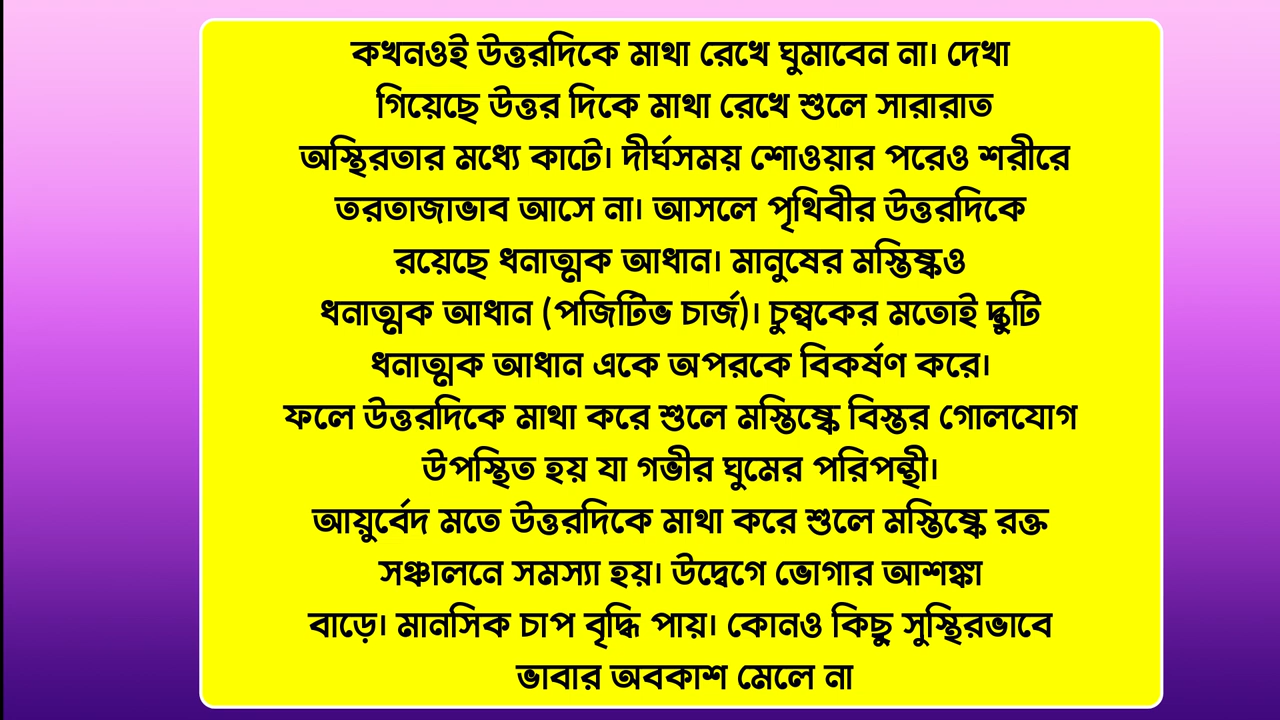 কখনওই উত্তরদিকে মাথা রেখে ঘুমাবেন না। দেখা
গিয়েছে উত্তর দিকে মাথা রেখে শুলে সারারাত
অস্থিরতার মধ্যে কাটে। দীর্ঘসময় শোওয়ার পরেও শরীরে
তরতাজাভাব আসে না। আসলে পৃথিবীর উত্তরদিকে
রয়েছে ধনাত্মক আধান। মানুষের মস্তিষ্কও
ধনাত্মক আধান (পজিটিভ চার্জ)। চুম্বকের মতোই দ্কুটি
ধনাত্মক আধান একে অপরকে বিকর্ষণ করে।
ফলে উত্তরদিকে মাথা করে শুলে মস্তিষ্কে বিস্তর গোলযোগ
উপস্থিত হয় যা গভীর ঘুমের পরিপন্থী।
আয়ুর্বেদ মতে উত্তরদিকে মাথা করে শুলে মস্তিষ্কে রক্ত
সঞ্চালনে সমস্যা হয়। উদ্বেগে ভোগার আশঙ্কা
বাড়ে। মানসিক চাপ বৃদ্ধি পায়। কোনও কিছু সুস্থিরভাবে
ভাবার অবকাশ মেলে না